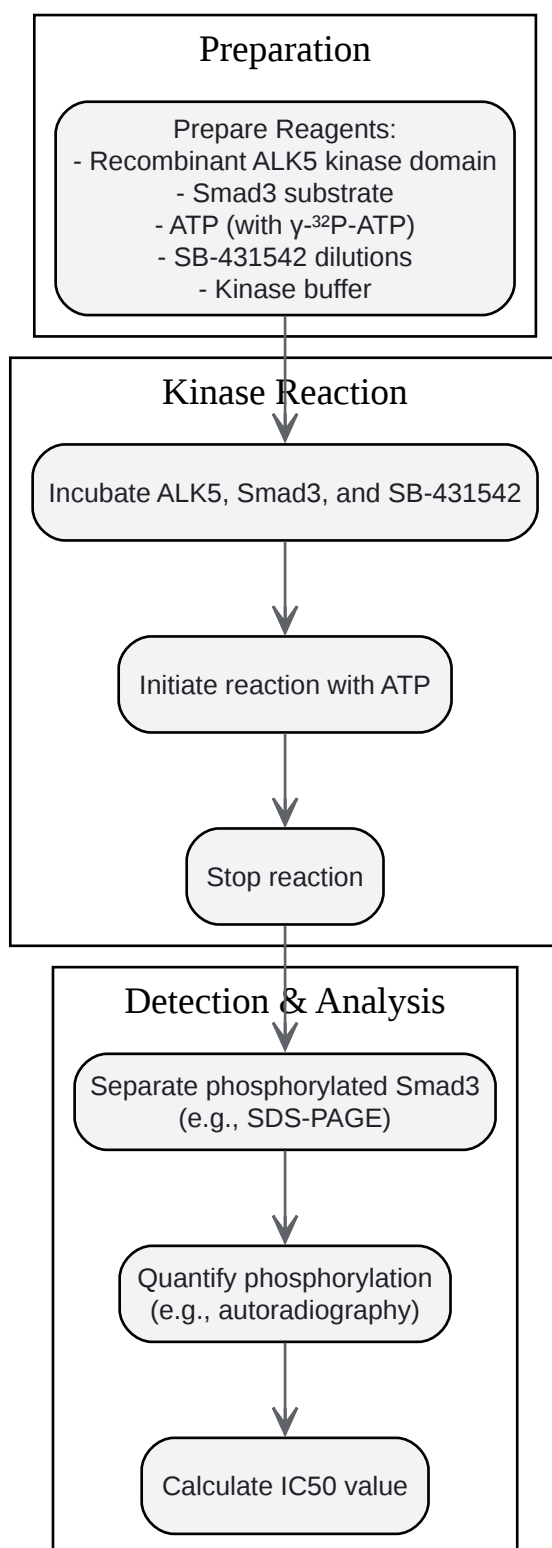 Preparation
Prepare Reagents:
- Recombinant ALK5 kinase domain
- Smad3 substrate
- ATP (with γ-³²P-ATP)
- SB-431542 dilutions
- Kinase buffer
Kinase Reaction
Incubate ALK5, Smad3, and SB-431542
Initiate reaction with ATP
Stop reaction
Detection & Analysis
Separate phosphorylated Smad3
(e.g., SDS-PAGE)
Quantify phosphorylation
(e.g., autoradiography)
Calculate IC50 value